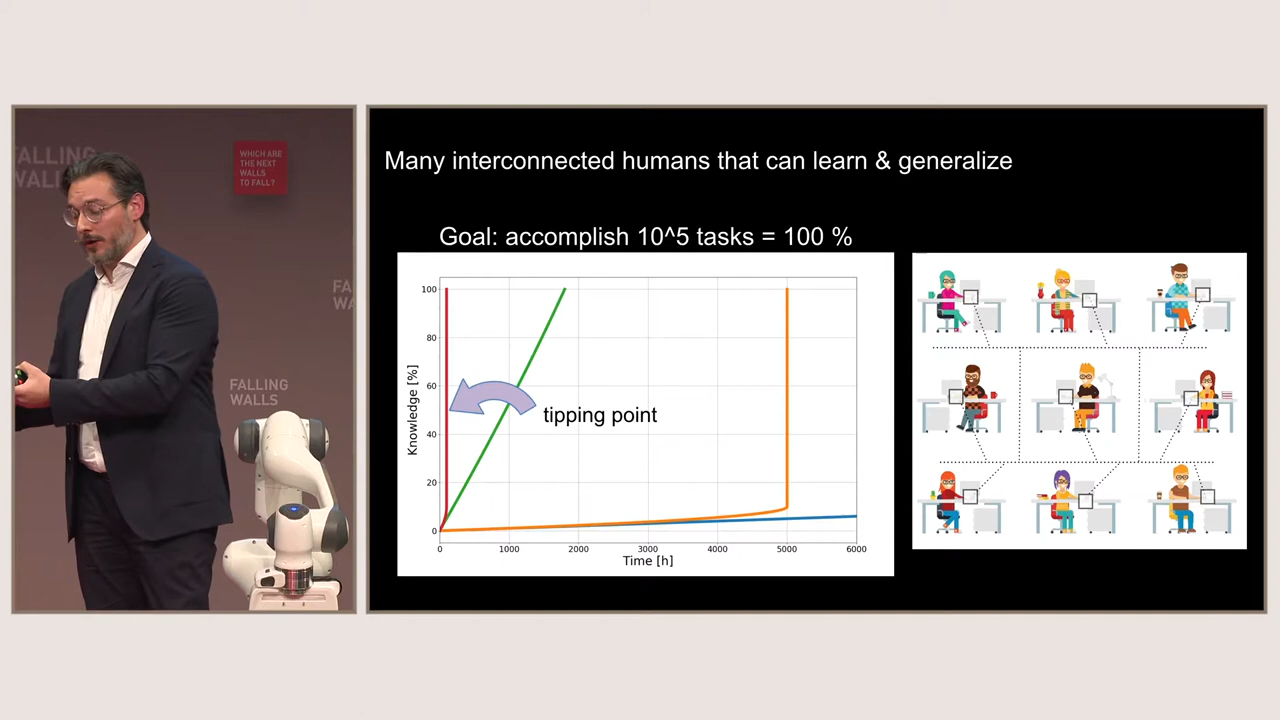 FALLING
WALLS
WHICH ARE
THE NEXT
WALLS
TO FALL?
FALLING
WALLS
Many interconnected humans that can learn & generalize
Goal: accomplish 10^5 tasks = 100 %
Knowledge [%]
100
80
60
40
20
0
tipping point
0 1000 2000 3000 4000 5000 6000
Time [h]